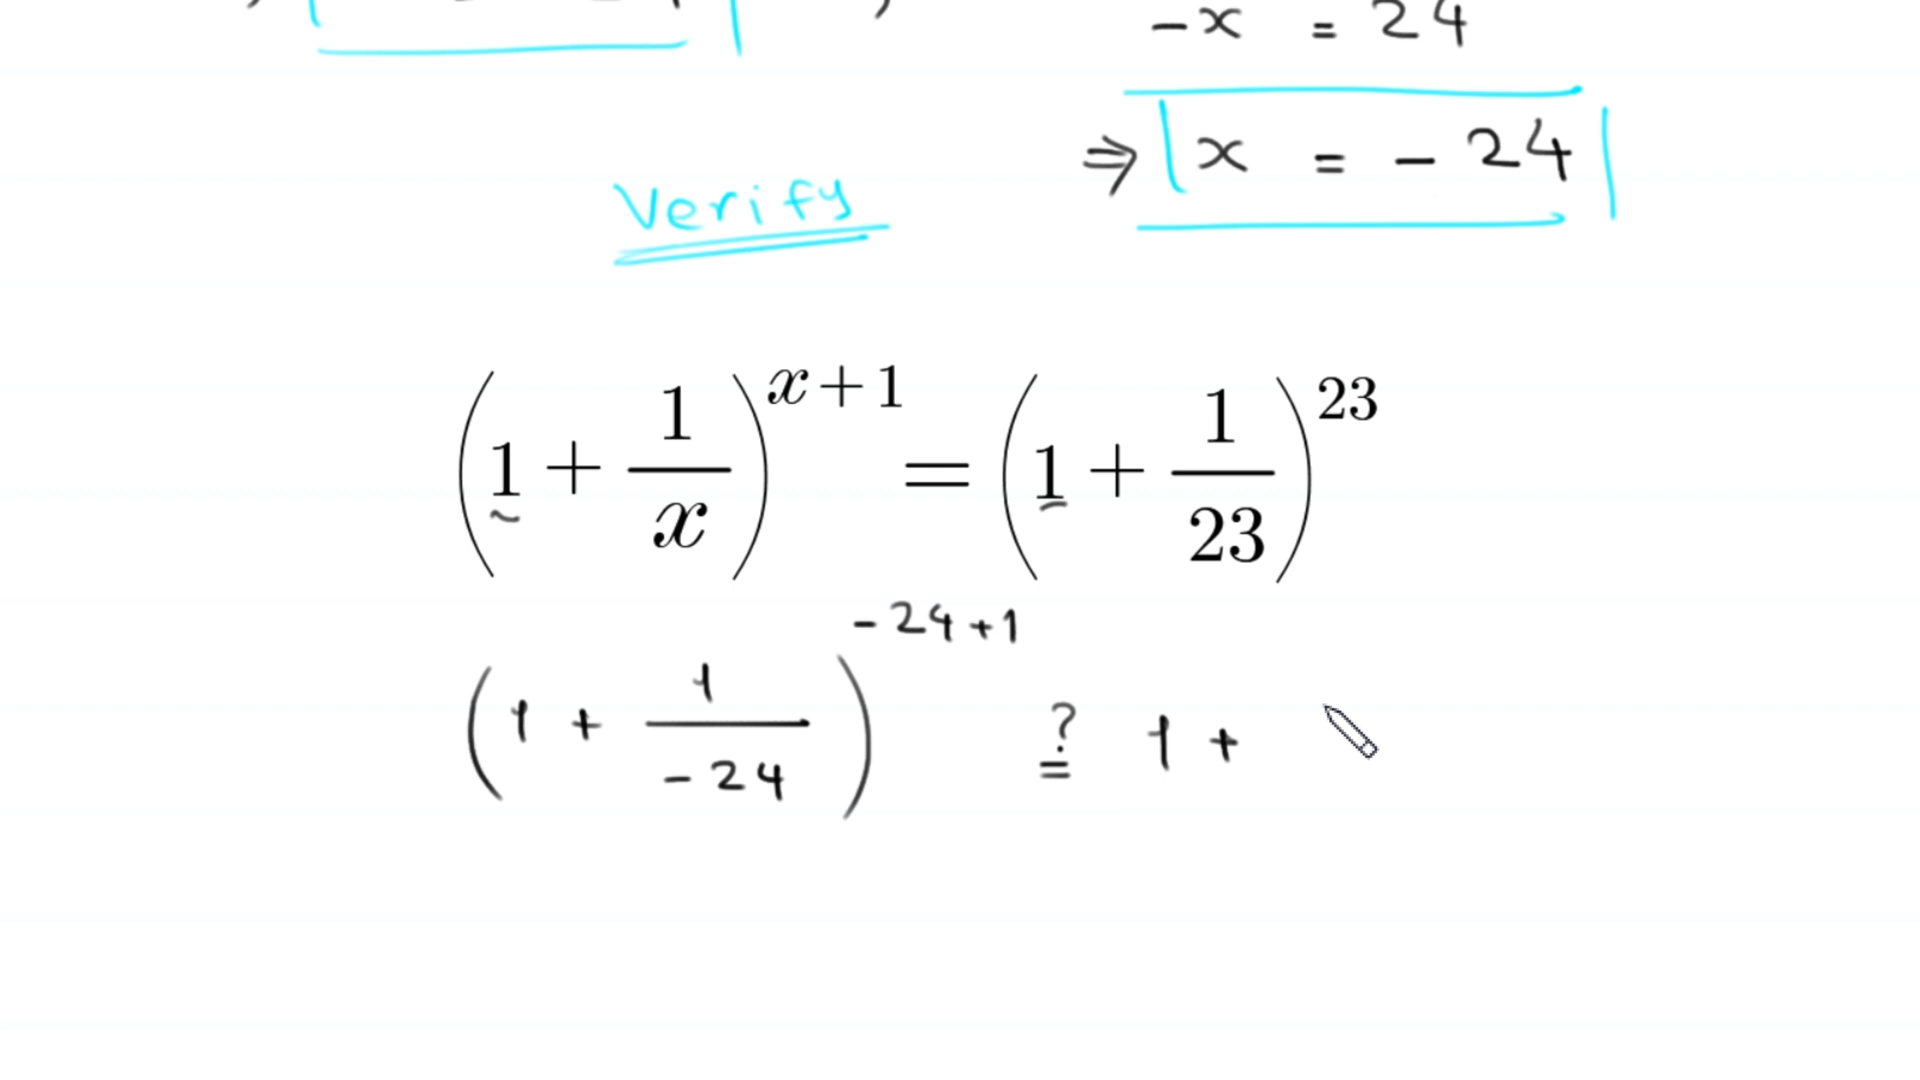 -x = 24
⇒ x = -24
Verify
(1 + 1/x)^{x+1} = (1 + 1/23)^{23}
(1 + 1/-24)^{-24+1} ≟ 1 +